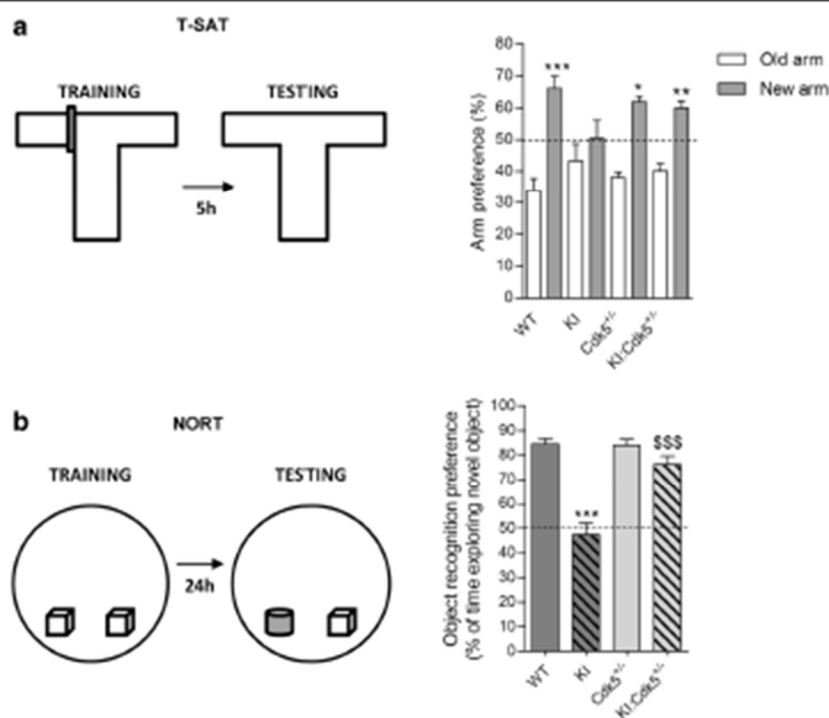 a
T-SAT
TRAINING
TESTING
5h
Arm preference (%)
80
70
60
50
40
30
20
10
0
***
*
**
WT
KI
Cdk5+/-
KI:Cdk5+/-
Old arm
New arm
b
NORT
TRAINING
TESTING
24h
Object recognition preference
(% of time exploring novel object)
100
90
80
70
60
50
40
30
20
10
0
***
$$$
WT
KI
Cdk5+/-
KI:Cdk5+/-